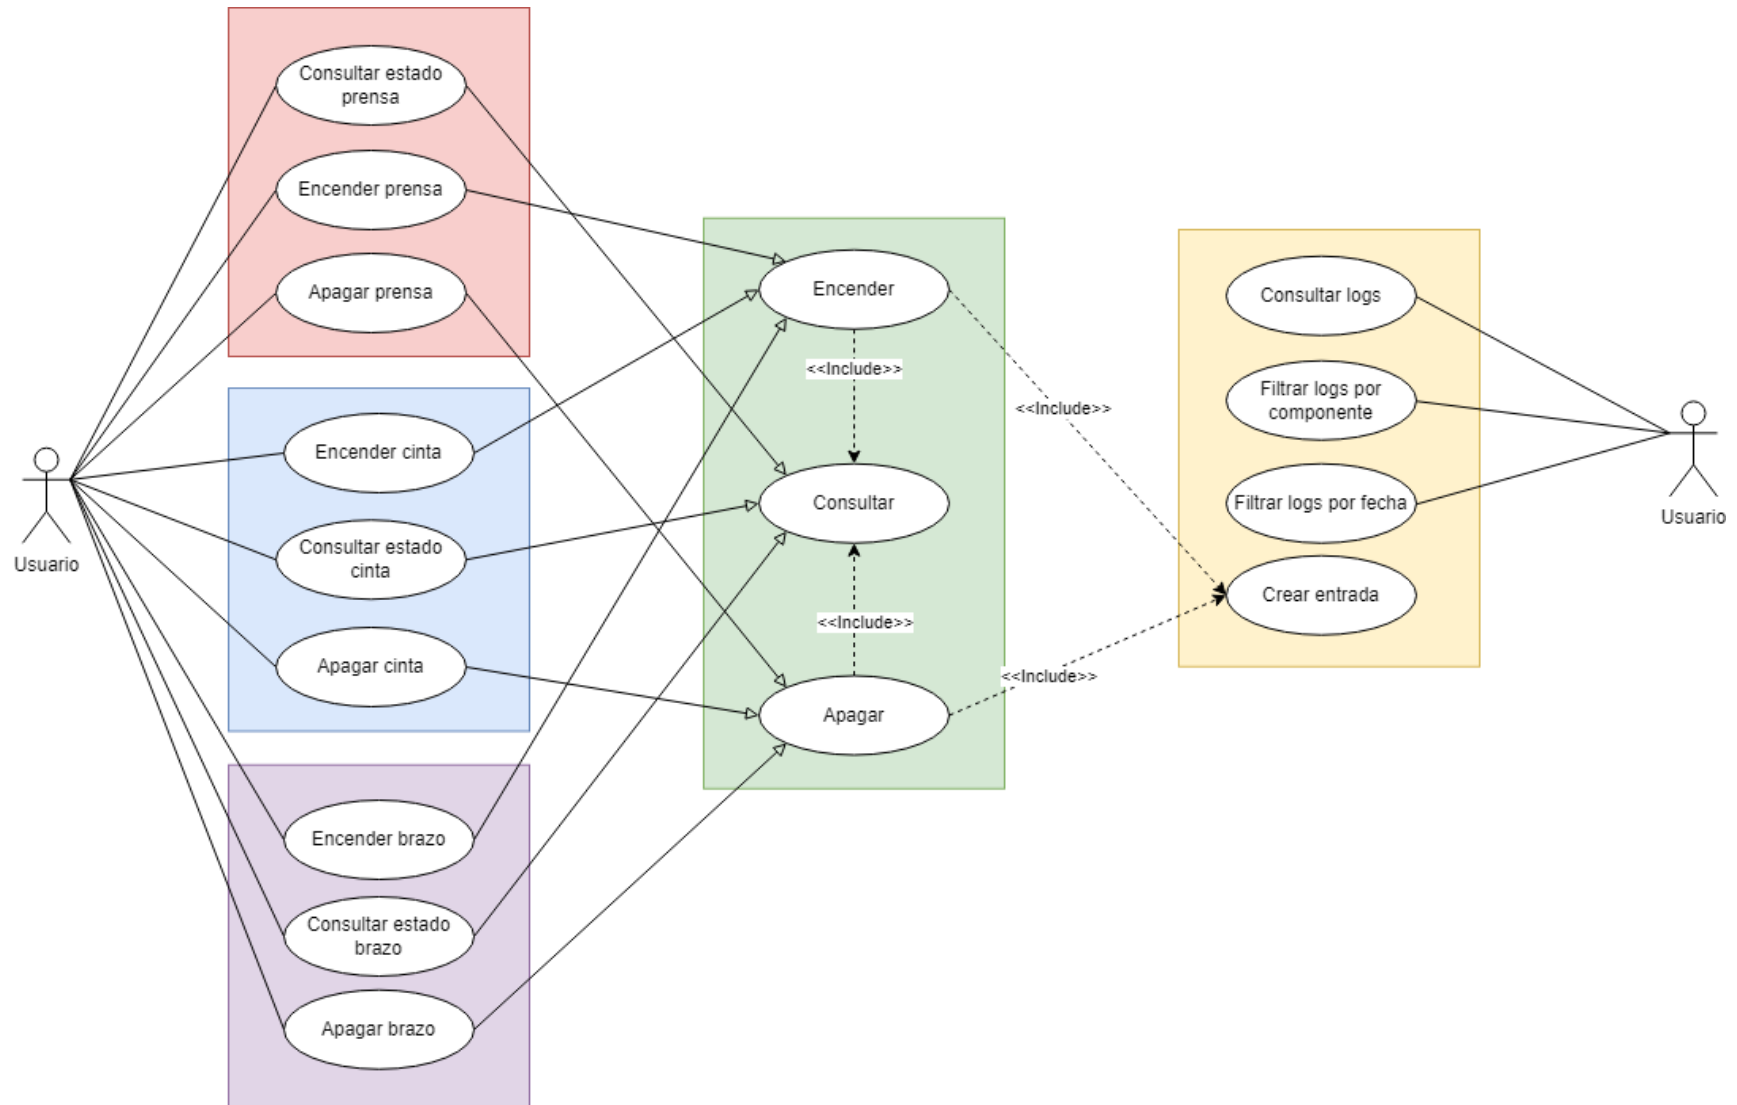 Consultar estado
prensa
Encender prensa
Apagar prensa
Encender cinta
Consultar estado
cinta
Apagar cinta
Encender brazo
Consultar estado
brazo
Apagar brazo
Usuario
Encender
<<Include>>
Consultar
<<Include>>
Apagar
<<Include>>
<<Include>>
Consultar logs
Filtrar logs por
componente
Filtrar logs por fecha
Crear entrada
Usuario